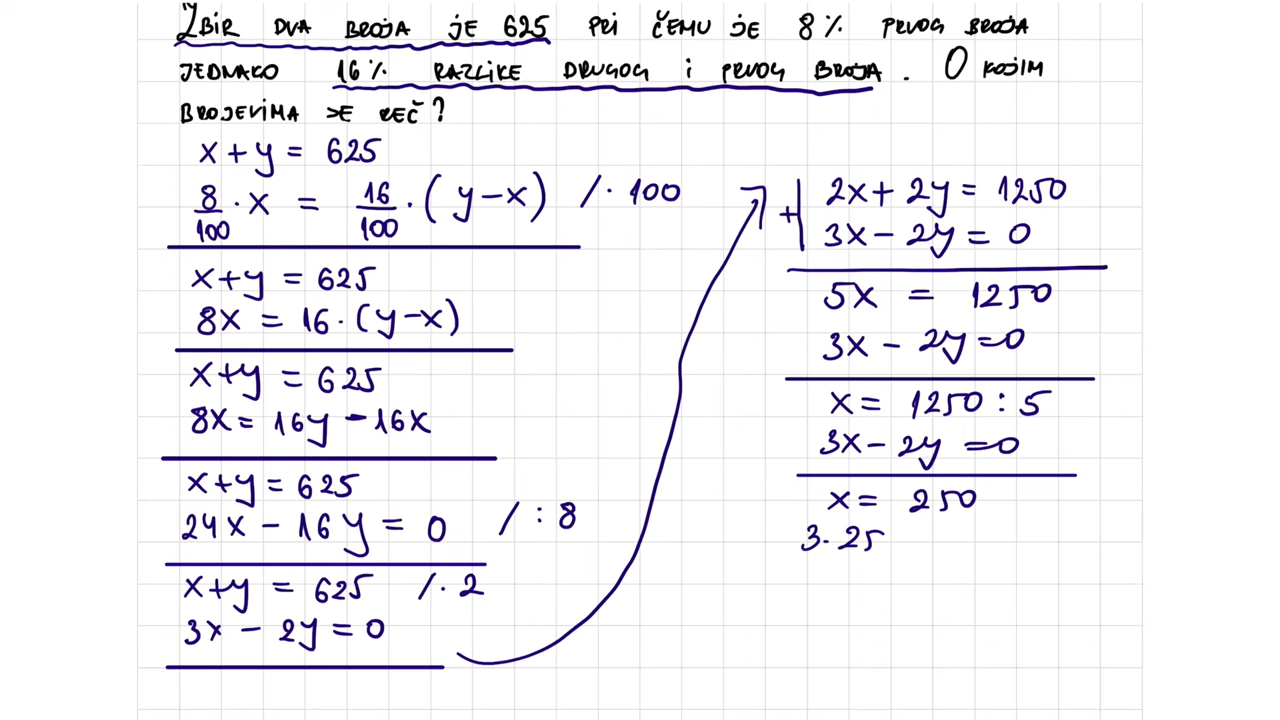 ZBIR DVA BROJA JE 625 PRI ČEMU JE 8% PRVOG BROJA
JEDNAKO 16% RAZLIKE DRUGOG I PRVOG BROJA. O KOJIM
BROJEVIMA JE REČ?
x+y = 625
8/100 · x = 16/100 · (y-x) / · 100
x+y = 625
8x = 16·(y-x)
x+y = 625
8x = 16y - 16x
x+y = 625
24x - 16y = 0 / : 8
x+y = 625 / · 2
3x - 2y = 0
+| 2x + 2y = 1250
3x - 2y = 0
5x = 1250
3x - 2y = 0
x = 1250 : 5
3x - 2y = 0
x = 250
3 · 25